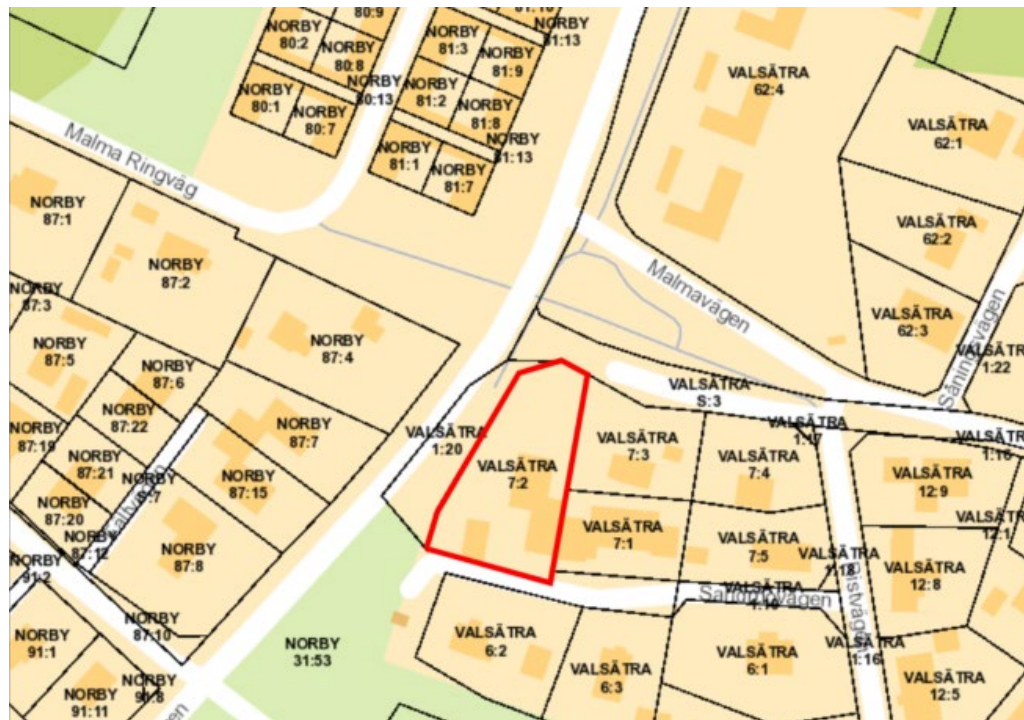 80:9
NORBY
80:2
NORBY
80:8
NORBY
80:1
NORBY
80:13
NORBY
80:7
NORBY
81:3
NORBY
81:13
NORBY
81:9
NORBY
81:2
NORBY
81:8
NORBY
81:13
NORBY
81:1
NORBY
81:7
VALSÄTRA
62:4
VALSÄTRA
62:1
VALSÄTRA
62:2
VALSÄTRA
62:3
Malma Ringväg
Malmavägen
Såningsvägen
NORBY
87:1
NORBY
87:2
NORBY
87:3
NORBY
87:4
NORBY
87:5
NORBY
87:6
NORBY
87:22
NORBY
87:7
NORBY
87:19
NORBY
87:21
NORBY
87:15
NORBY
87:20
NORBY
87:12
NORBY
87:8
NORBY
91:2
NORBY
87:10
NORBY
91:1
NORBY
91:8
NORBY
91:11
NORBY
31:53
VALSÄTRA
1:22
VALSÄTRA
S:3
VALSÄTRA
1:17
VALSÄTRA
1:16
VALSÄTRA
1:20
VALSÄTRA
7:2
VALSÄTRA
7:3
VALSÄTRA
7:4
VALSÄTRA
12:9
VALSÄTRA
7:1
VALSÄTRA
7:5
VALSÄTRA
1:18
VALSÄTRA
12:1
VALSÄTRA
12:8
VALSÄTRA
VALSÄTRA
6:2
VALSÄTRA
6:3
VALSÄTRA
6:1
VALSÄTRA
1:16
VALSÄTRA
12:5